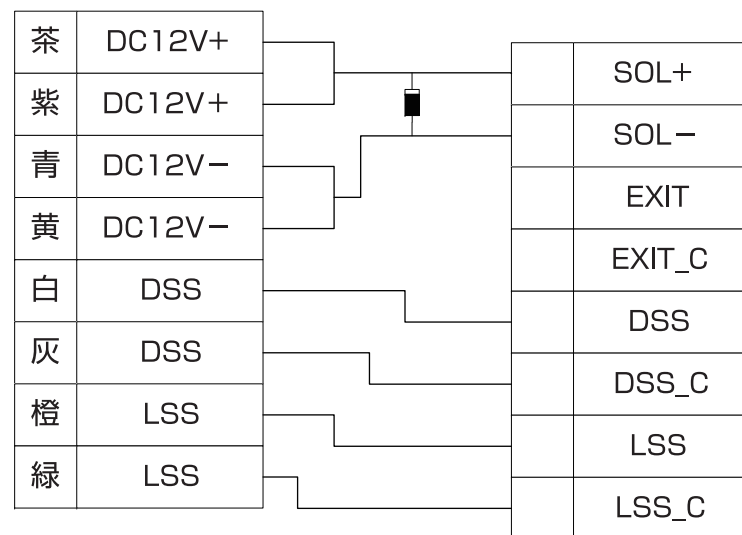 茶 DC12V+
紫 DC12V+
青 DC12V−
黄 DC12V−
白 DSS
灰 DSS
橙 LSS
緑 LSS
SOL+
SOL−
EXIT
EXIT_C
DSS
DSS_C
LSS
LSS_C